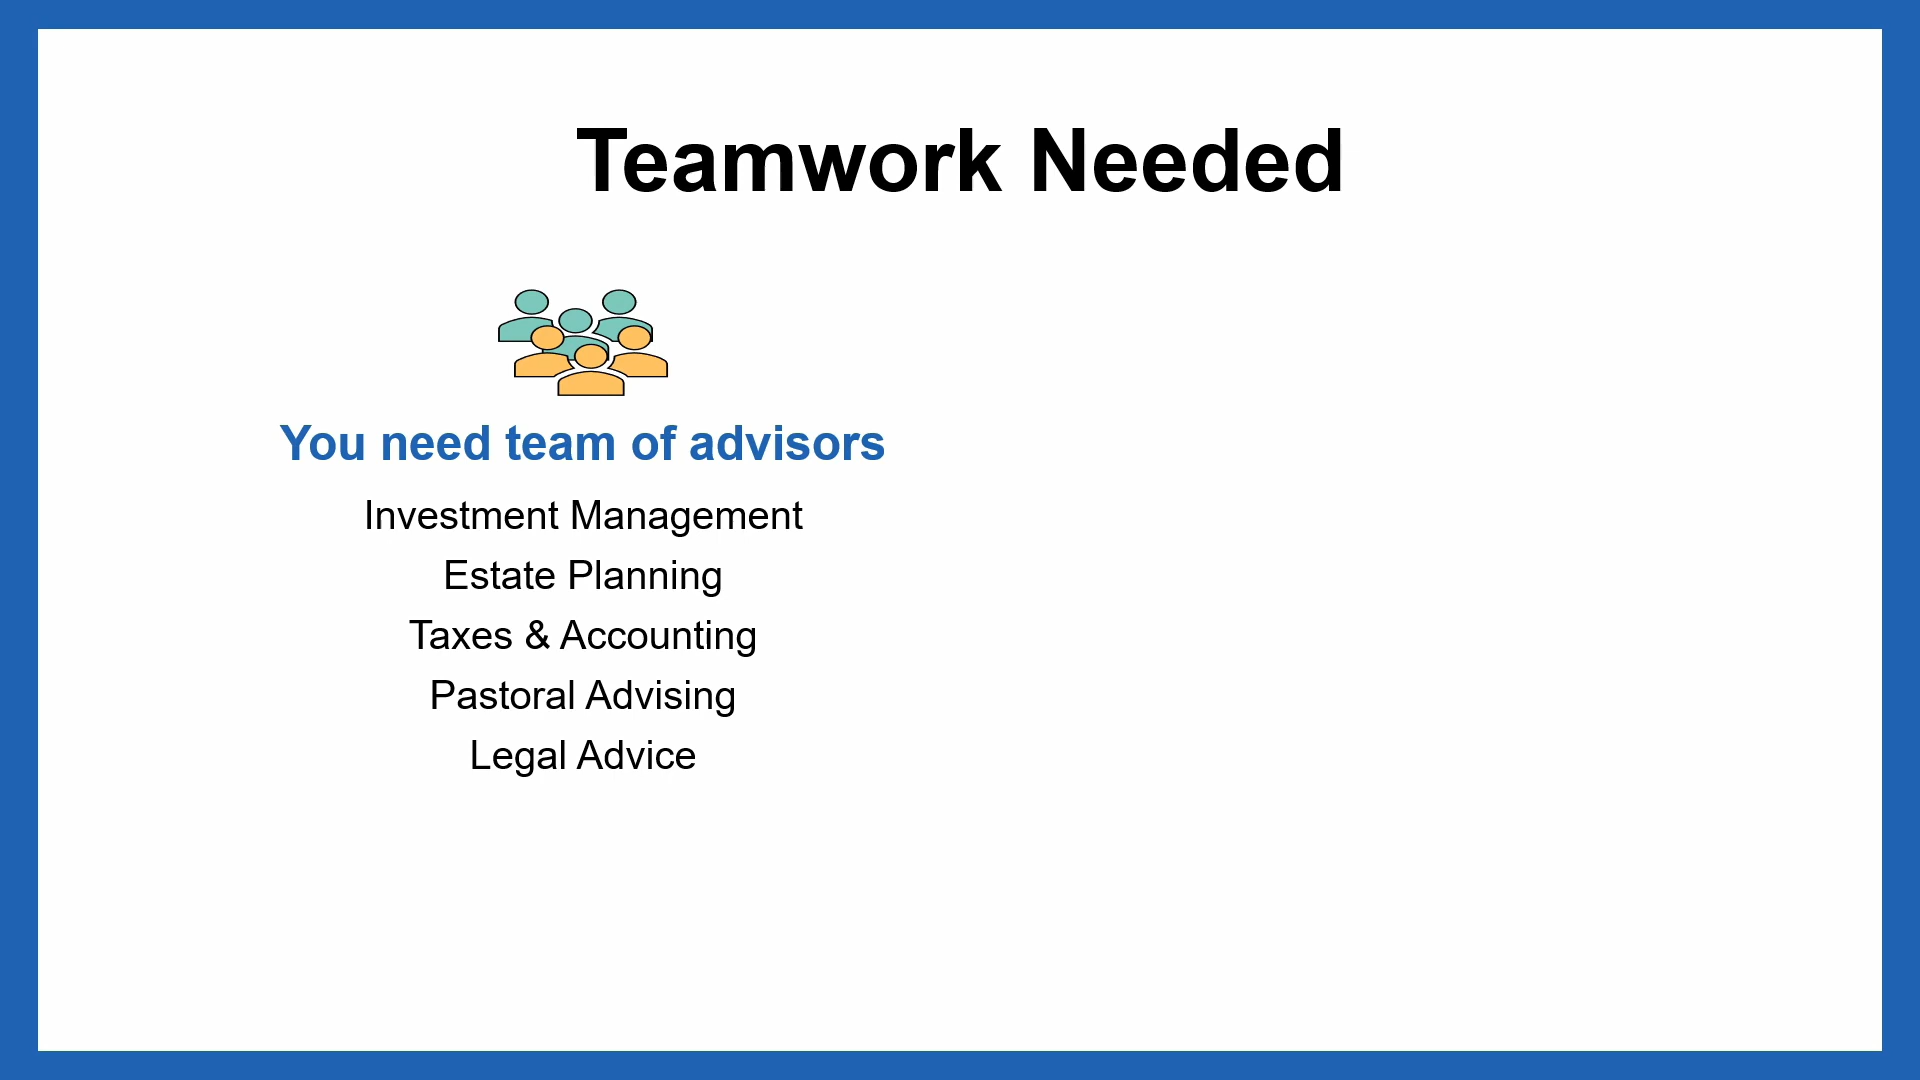 Teamwork Needed
You need team of advisors
Investment Management
Estate Planning
Taxes & Accounting
Pastoral Advising
Legal Advice